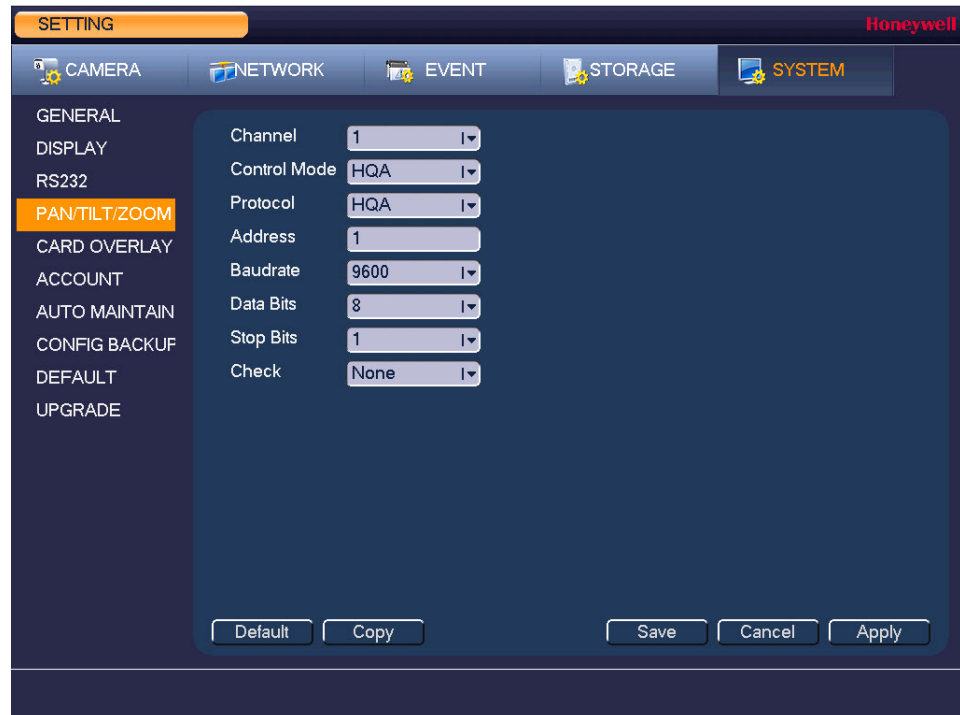 SETTING
Honeywell
CAMERA
NETWORK
EVENT
STORAGE
SYSTEM
GENERAL
DISPLAY
RS232
PAN/TILT/ZOOM
CARD OVERLAY
ACCOUNT
AUTO MAINTAIN
CONFIG BACKUP
DEFAULT
UPGRADE
Channel 1
Control Mode HQA
Protocol HQA
Address 1
Baudrate 9600
Data Bits 8
Stop Bits 1
Check None
Default
Copy
Save
Cancel
Apply